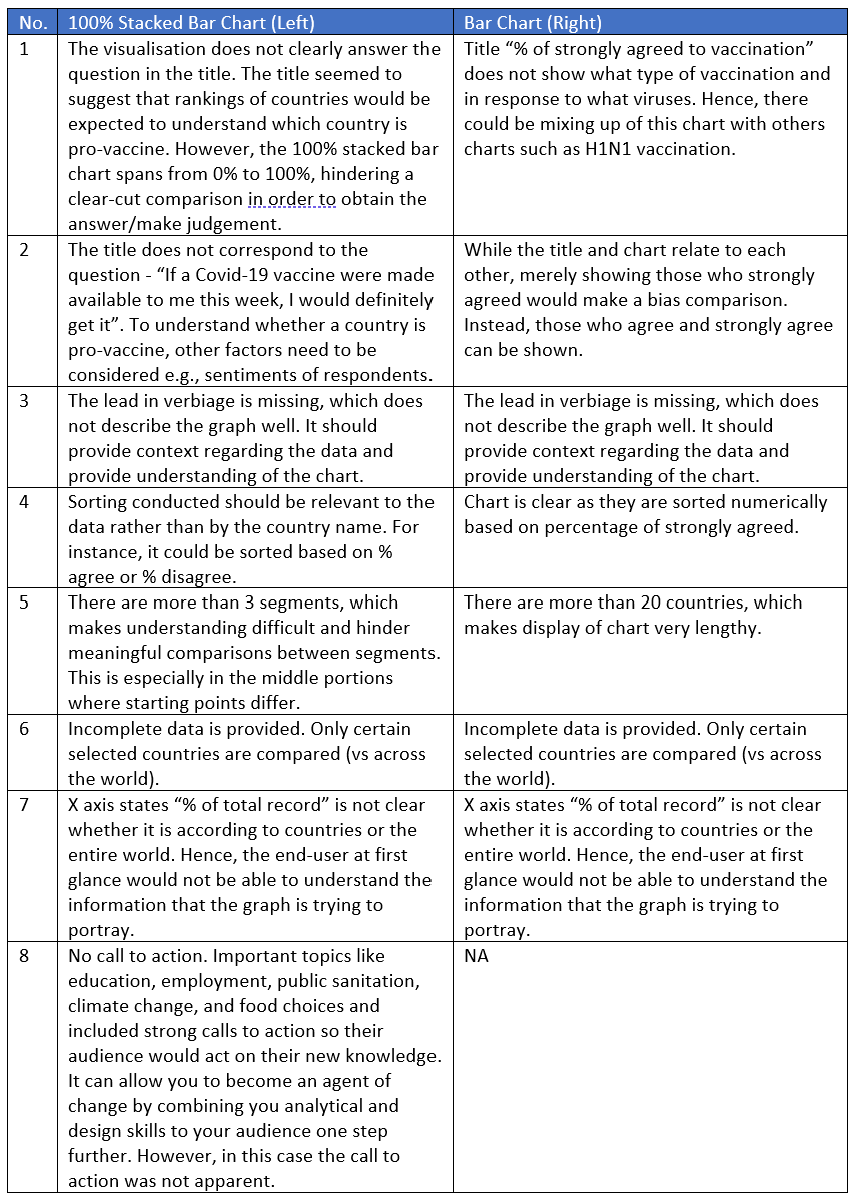 No. 100% Stacked Bar Chart (Left) Bar Chart (Right)
1
The visualisation does not clearly answer the
question in the title. The title seemed to
suggest that rankings of countries would be
expected to understand which country is
pro-vaccine. However, the 100% stacked bar
chart spans from 0% to 100%, hindering a
clear-cut comparison in order to obtain the
answer/make judgement.
Title “% of strongly agreed to vaccination”
does not show what type of vaccination and
in response to what viruses. Hence, there
could be mixing up of this chart with others
charts such as H1N1 vaccination.
2
The title does not correspond to the
question - “If a Covid-19 vaccine were made
available to me this week, I would definitely
get it”. To understand whether a country is
pro-vaccine, other factors need to be
considered e.g., sentiments of respondents.
While the title and chart relate to each
other, merely showing those who strongly
agreed would make a bias comparison.
Instead, those who agree and strongly agree
can be shown.
3
The lead in verbiage is missing, which does
not describe the graph well. It should
provide context regarding the data and
provide understanding of the chart.
The lead in verbiage is missing, which does
not describe the graph well. It should
provide context regarding the data and
provide understanding of the chart.
4
Sorting conducted should be relevant to the
data rather than by the country name. For
instance, it could be sorted based on %
agree or % disagree.
Chart is clear as they are sorted numerically
based on percentage of strongly agreed.
5
There are more than 3 segments, which
makes understanding difficult and hinder
meaningful comparisons between segments.
This is especially in the middle portions
where starting points differ.
There are more than 20 countries, which
makes display of chart very lengthy.
6
Incomplete data is provided. Only certain
selected countries are compared (vs across
the world).
Incomplete data is provided. Only certain
selected countries are compared (vs across
the world).
7
X axis states “% of total record” is not clear
whether it is according to countries or the
entire world. Hence, the end-user at first
glance would not be able to understand the
information that the graph is trying to
portray.
X axis states “% of total record” is not clear
whether it is according to countries or the
entire world. Hence, the end-user at first
glance would not be able to understand the
information that the graph is trying to
portray.
8
No call to action. Important topics like
education, employment, public sanitation,
climate change, and food choices and
included strong calls to action so their
audience would act on their new knowledge.
It can allow you to become an agent of
change by combining you analytical and
design skills to your audience one step
further. However, in this case the call to
action was not apparent.
NA